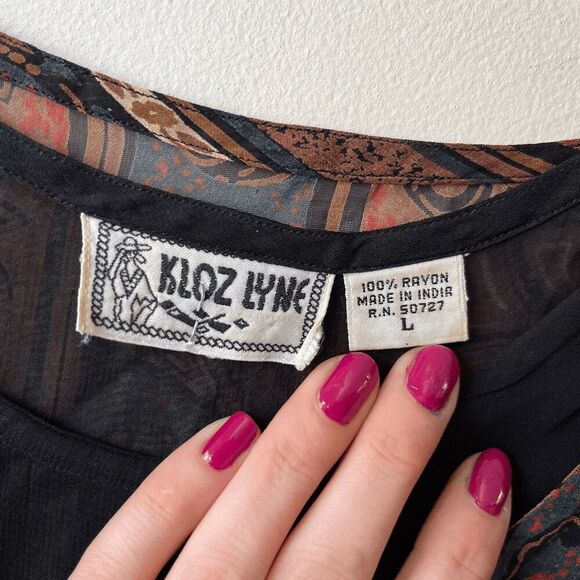 KLOZ LYNE
100% RAYON
MADE IN INDIA
R.N. 50727
L